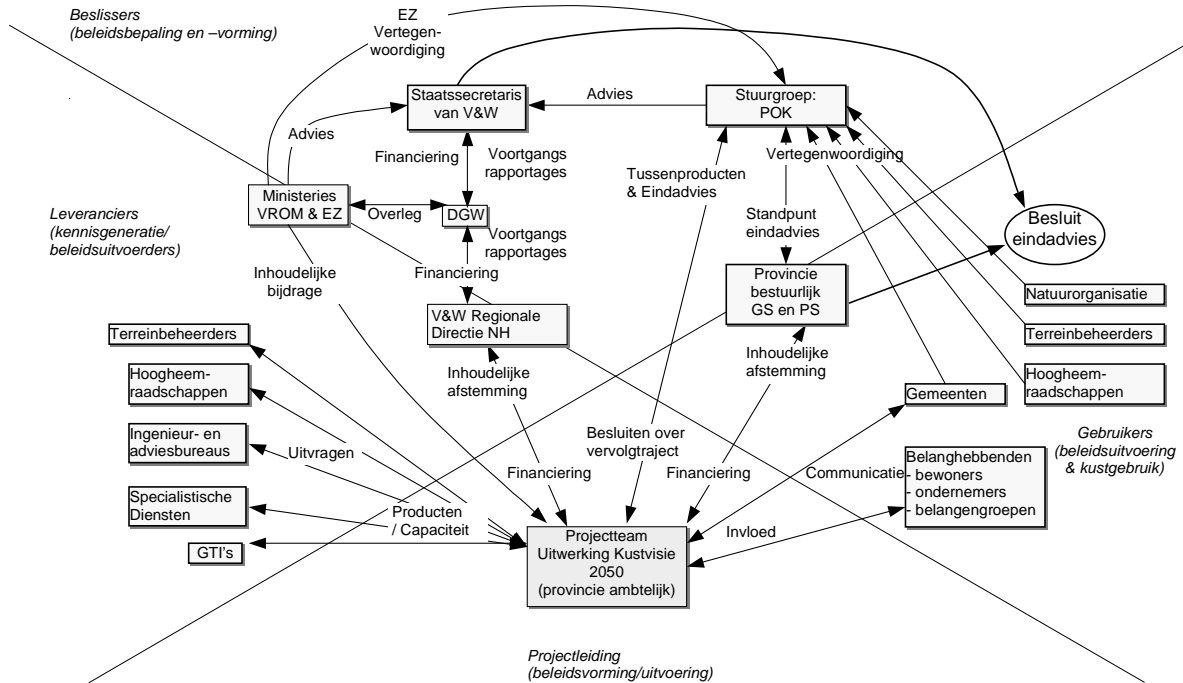 Beslissers
(beleidsbepaling en –vorming)
EZ
Vertegen-
woordiging
Staatssecretaris
van V&W
Advies
Stuurgroep:
POK
Advies
Financiering
Voortgangs
rapportages
Vertegenwoordiging
Tussenproducten
& Eindadvies
Ministeries
VROM & EZ
Overleg
DGW
Standpunt
eindadvies
Besluit
eindadvies
Leveranciers
(kennisgeneratie/
beleidsuitvoerders)
Voortgangs
rapportages
Financiering
Inhoudelijke
bijdrage
Provincie
bestuurlijk
GS en PS
Natuurorganisatie
V&W Regionale
Directie NH
Terreinbeheerders
Terreinbeheerders
Inhoudelijke
afstemming
Inhoudelijke
afstemming
Hoogheem-
raadschappen
Hoogheem-
raadschappen
Gemeenten
Ingenieur- en
adviesbureaus
Uitvragen
Besluiten over
vervolgtraject
Gebruikers
(beleidsuitvoering
& kustgebruik)
Financiering
Financiering
Communicatie
Belanghebbenden
- bewoners
- ondernemers
- belangengroepen
Specialistische
Diensten
Producten
/ Capaciteit
Invloed
GTI's
Projectteam
Uitwerking Kustvisie
2050
(provincie ambtelijk)
Projectleiding
(beleidsvorming/uitvoering)